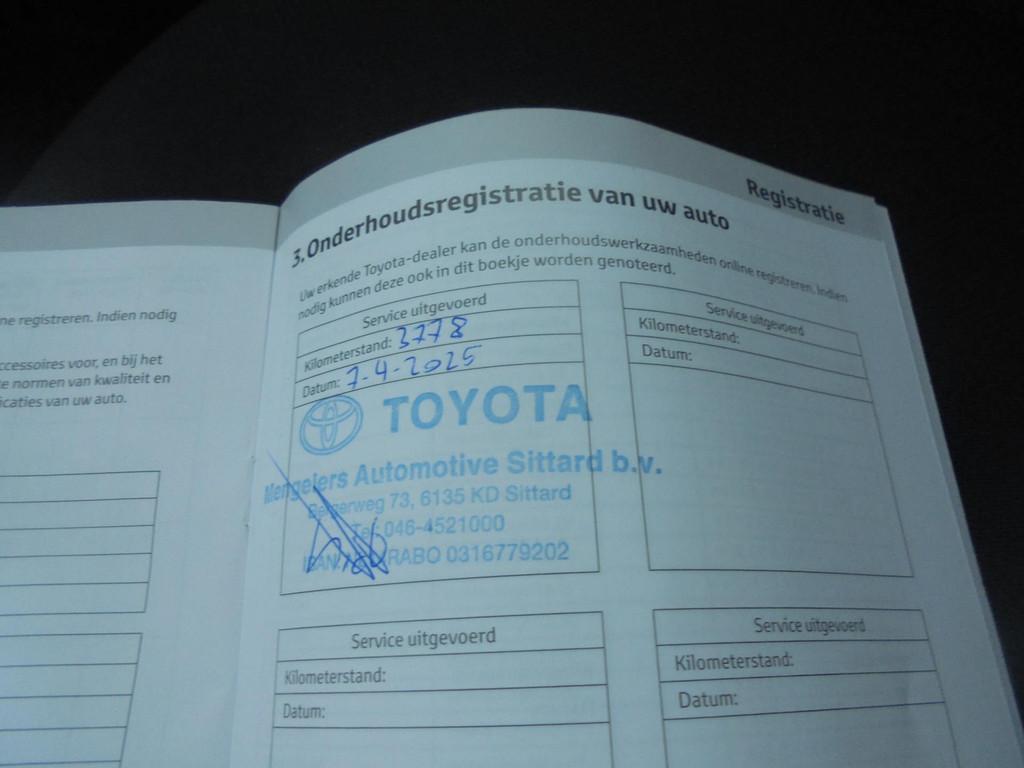 ne registreren. Indien nodig
ccessoires voor, en bij het
e normen van kwaliteit en
icaties van uw auto.
Registratie
3. Onderhoudsregistratie van uw auto
Uw erkende Toyota-dealer kan de onderhoudswerkzaamheden online registreren. Indien
nodig kunnen deze ook in dit boekje worden genoteerd.
Service uitgevoerd
Kilometerstand: 3778
Datum: 7-4-2025
TOYOTA
Mengelers Automotive Sittard b.v.
73, 6135 KD Sittard
Tel. 046-4521000
RABO 0316779202
Service uitgevoerd
Kilometerstand:
Datum:
Service uitgevoerd
Kilometerstand:
Datum:
Service uitgevoerd
Kilometerstand:
Datum: